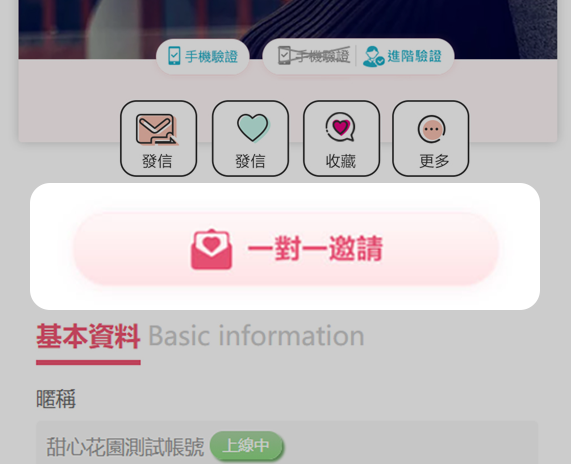 手機驗證 手機驗證 進階驗證
發信 發信 收藏 更多
一對一邀請
基本資料 Basic information
暱稱
甜心花園測試帳號 上線中